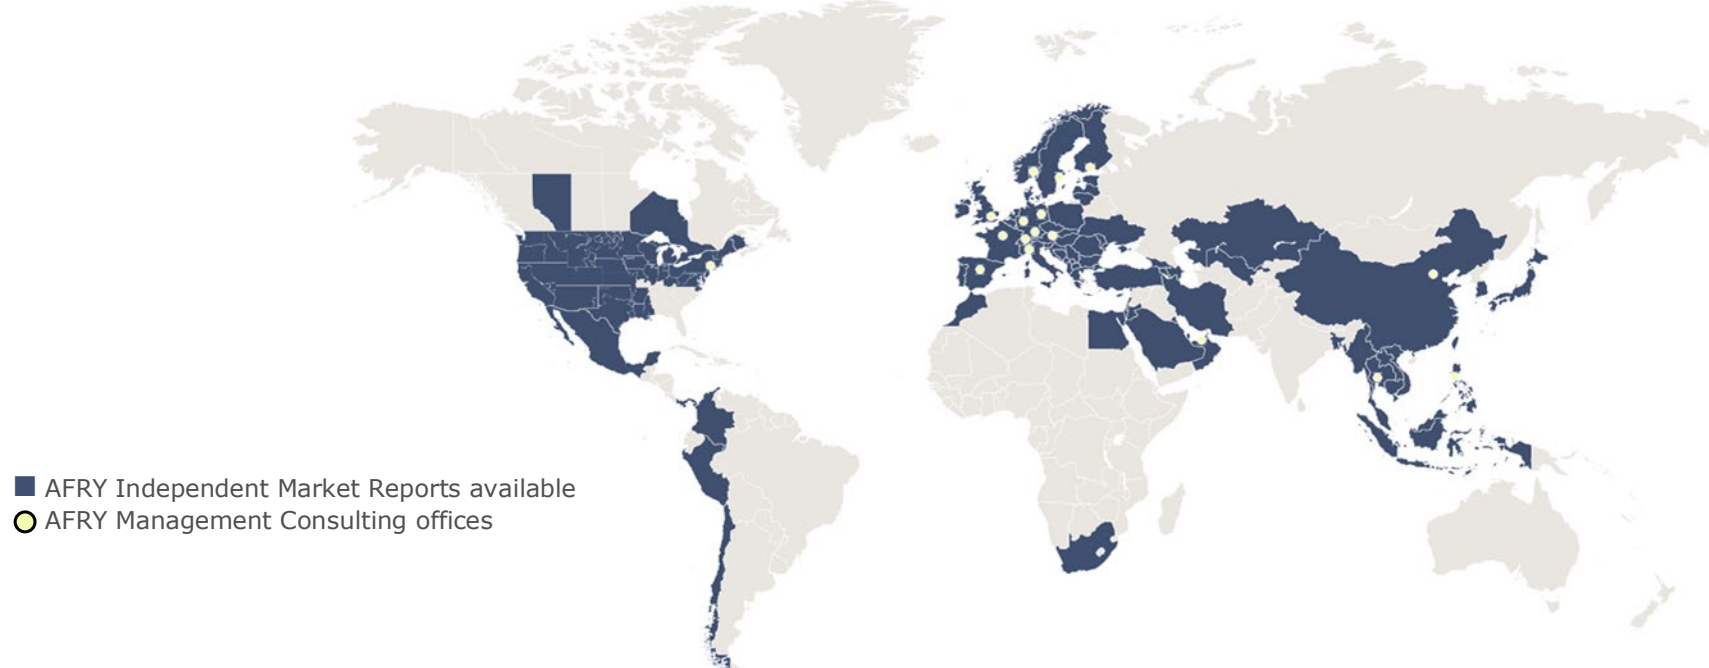 AFRY Independent Market Reports available
AFRY Management Consulting offices